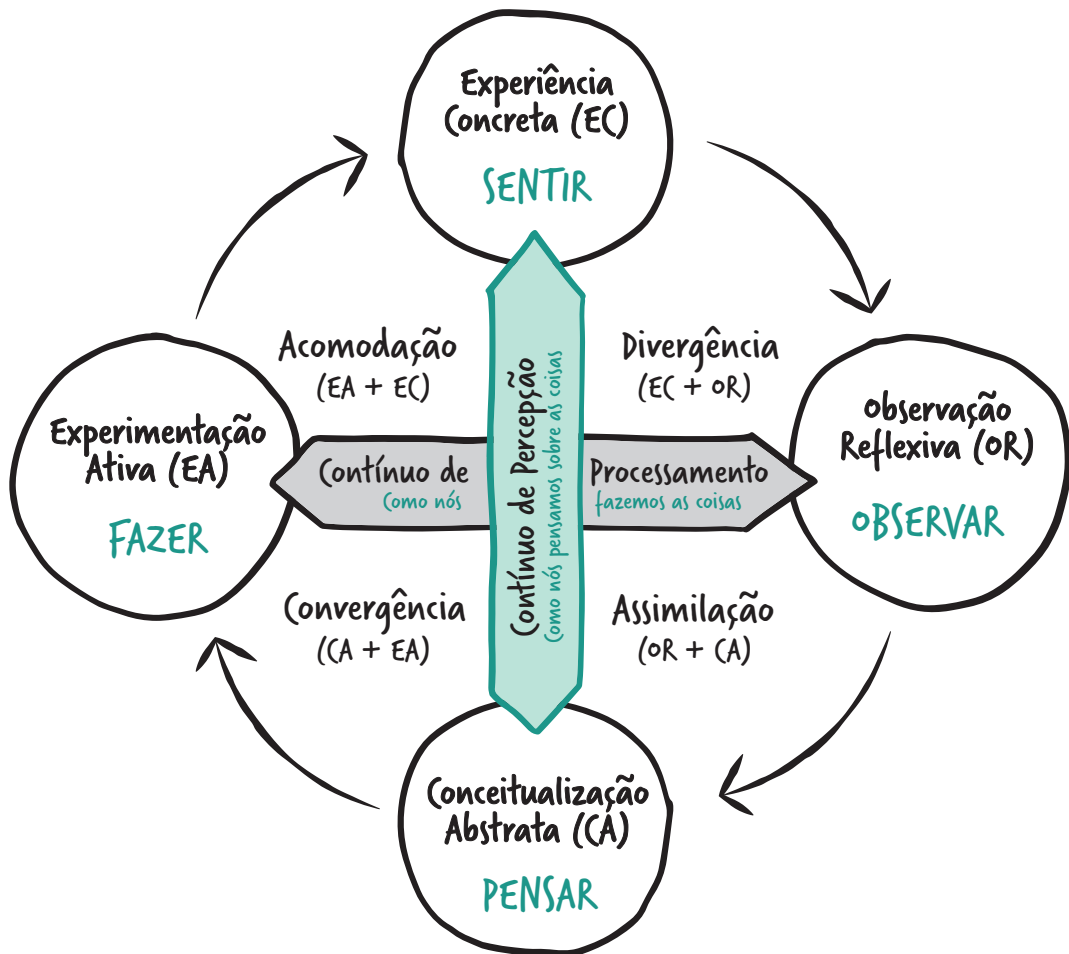 Experiência
Concreta (EC)
SENTIR
Acomodação
(EA + EC)
Divergência
(EC + OR)
Experimentação
Ativa (EA)
FAZER
Contínuo de
Como nós
Contínuo de Percepção
Como nós pensamos sobre as coisas
Processamento
fazemos as coisas
Observação
Reflexiva (OR)
OBSERVAR
Convergência
(CA + EA)
Assimilação
(OR + CA)
Conceitualização
Abstrata (CA)
PENSAR